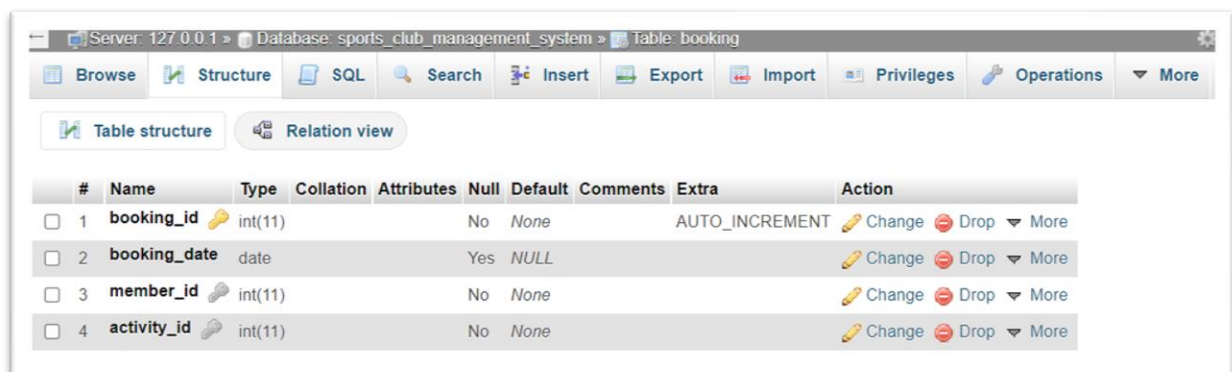 Server: 127.0.0.1 » Database: sports_club_management_system » Table: booking
Browse Structure SQL Search Insert Export Import Privileges Operations More
Table structure Relation view
# Name Type Collation Attributes Null Default Comments Extra Action
1 booking_id int(11) No None AUTO_INCREMENT Change Drop More
2 booking_date date Yes NULL Change Drop More
3 member_id int(11) No None Change Drop More
4 activity_id int(11) No None Change Drop More